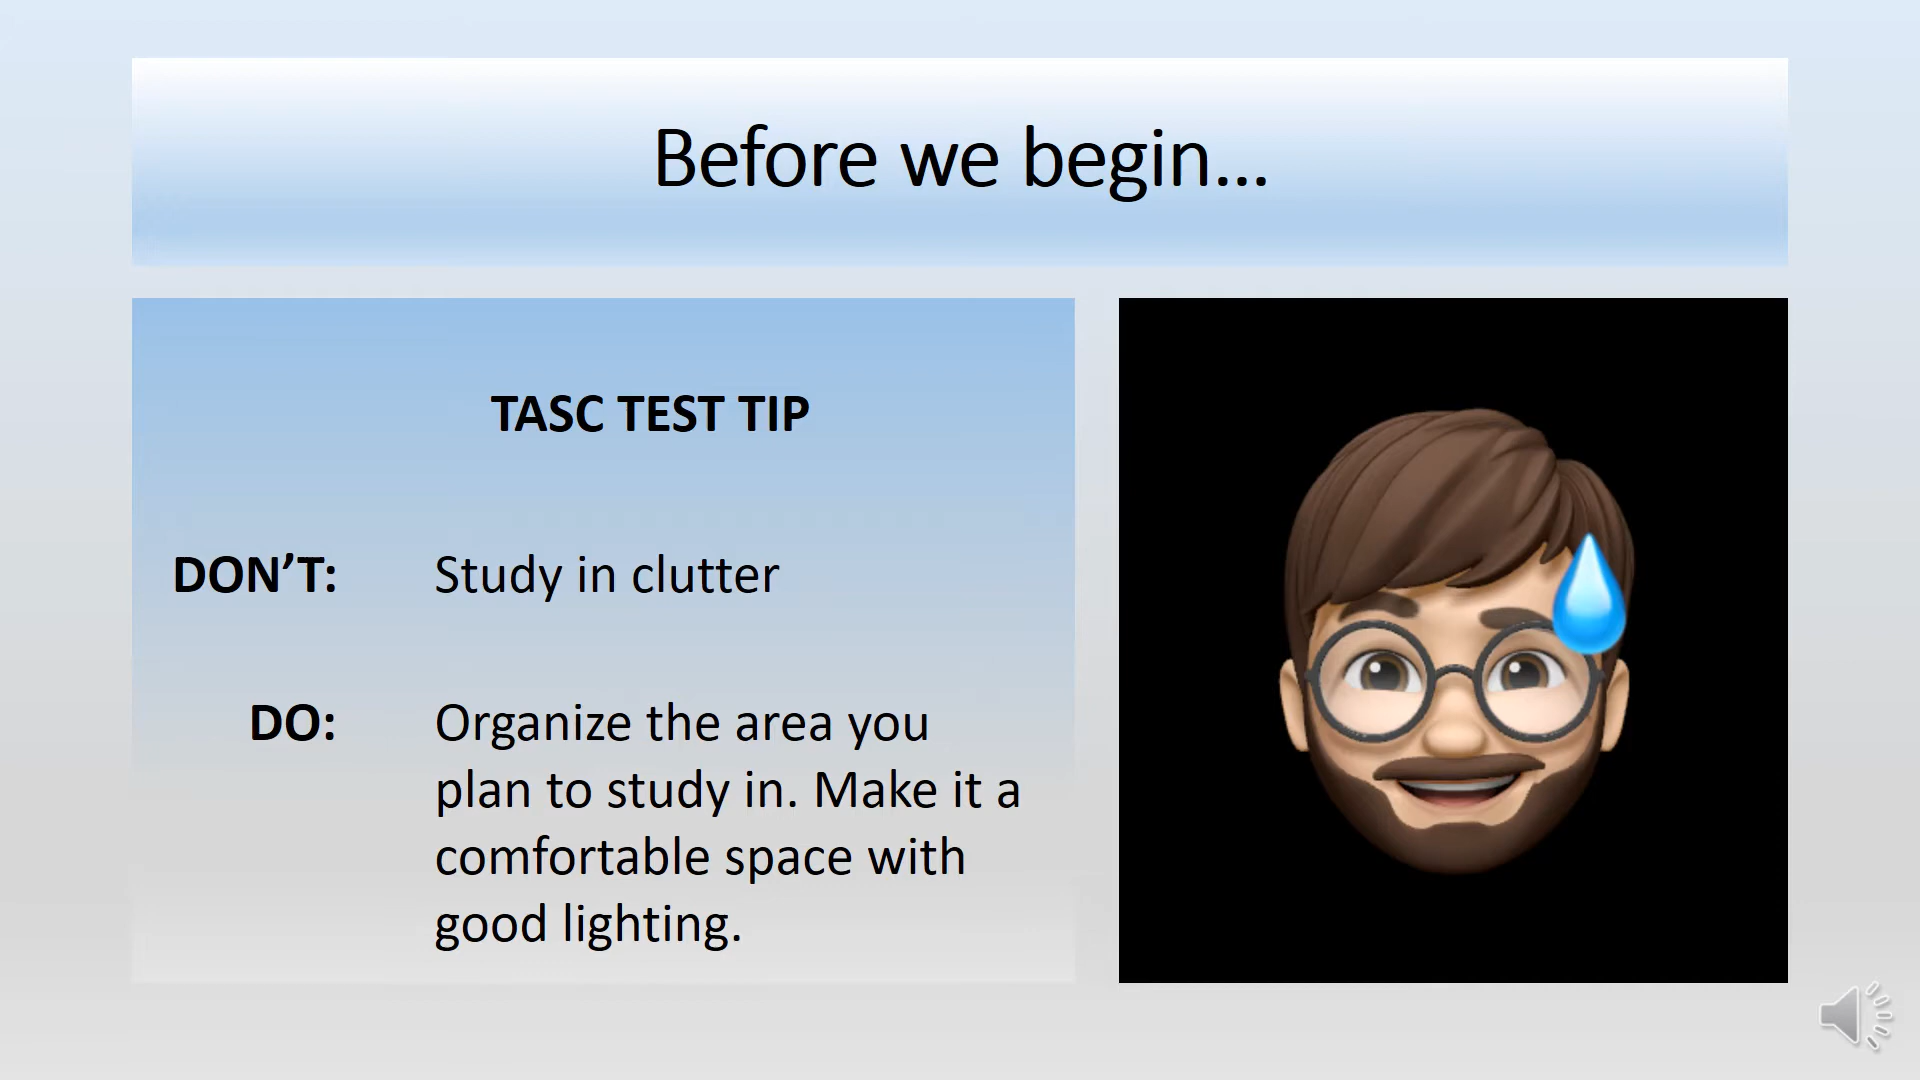 Before we begin…
TASC TEST TIP
DON’T: Study in clutter
DO: Organize the area you
plan to study in. Make it a
comfortable space with
good lighting.